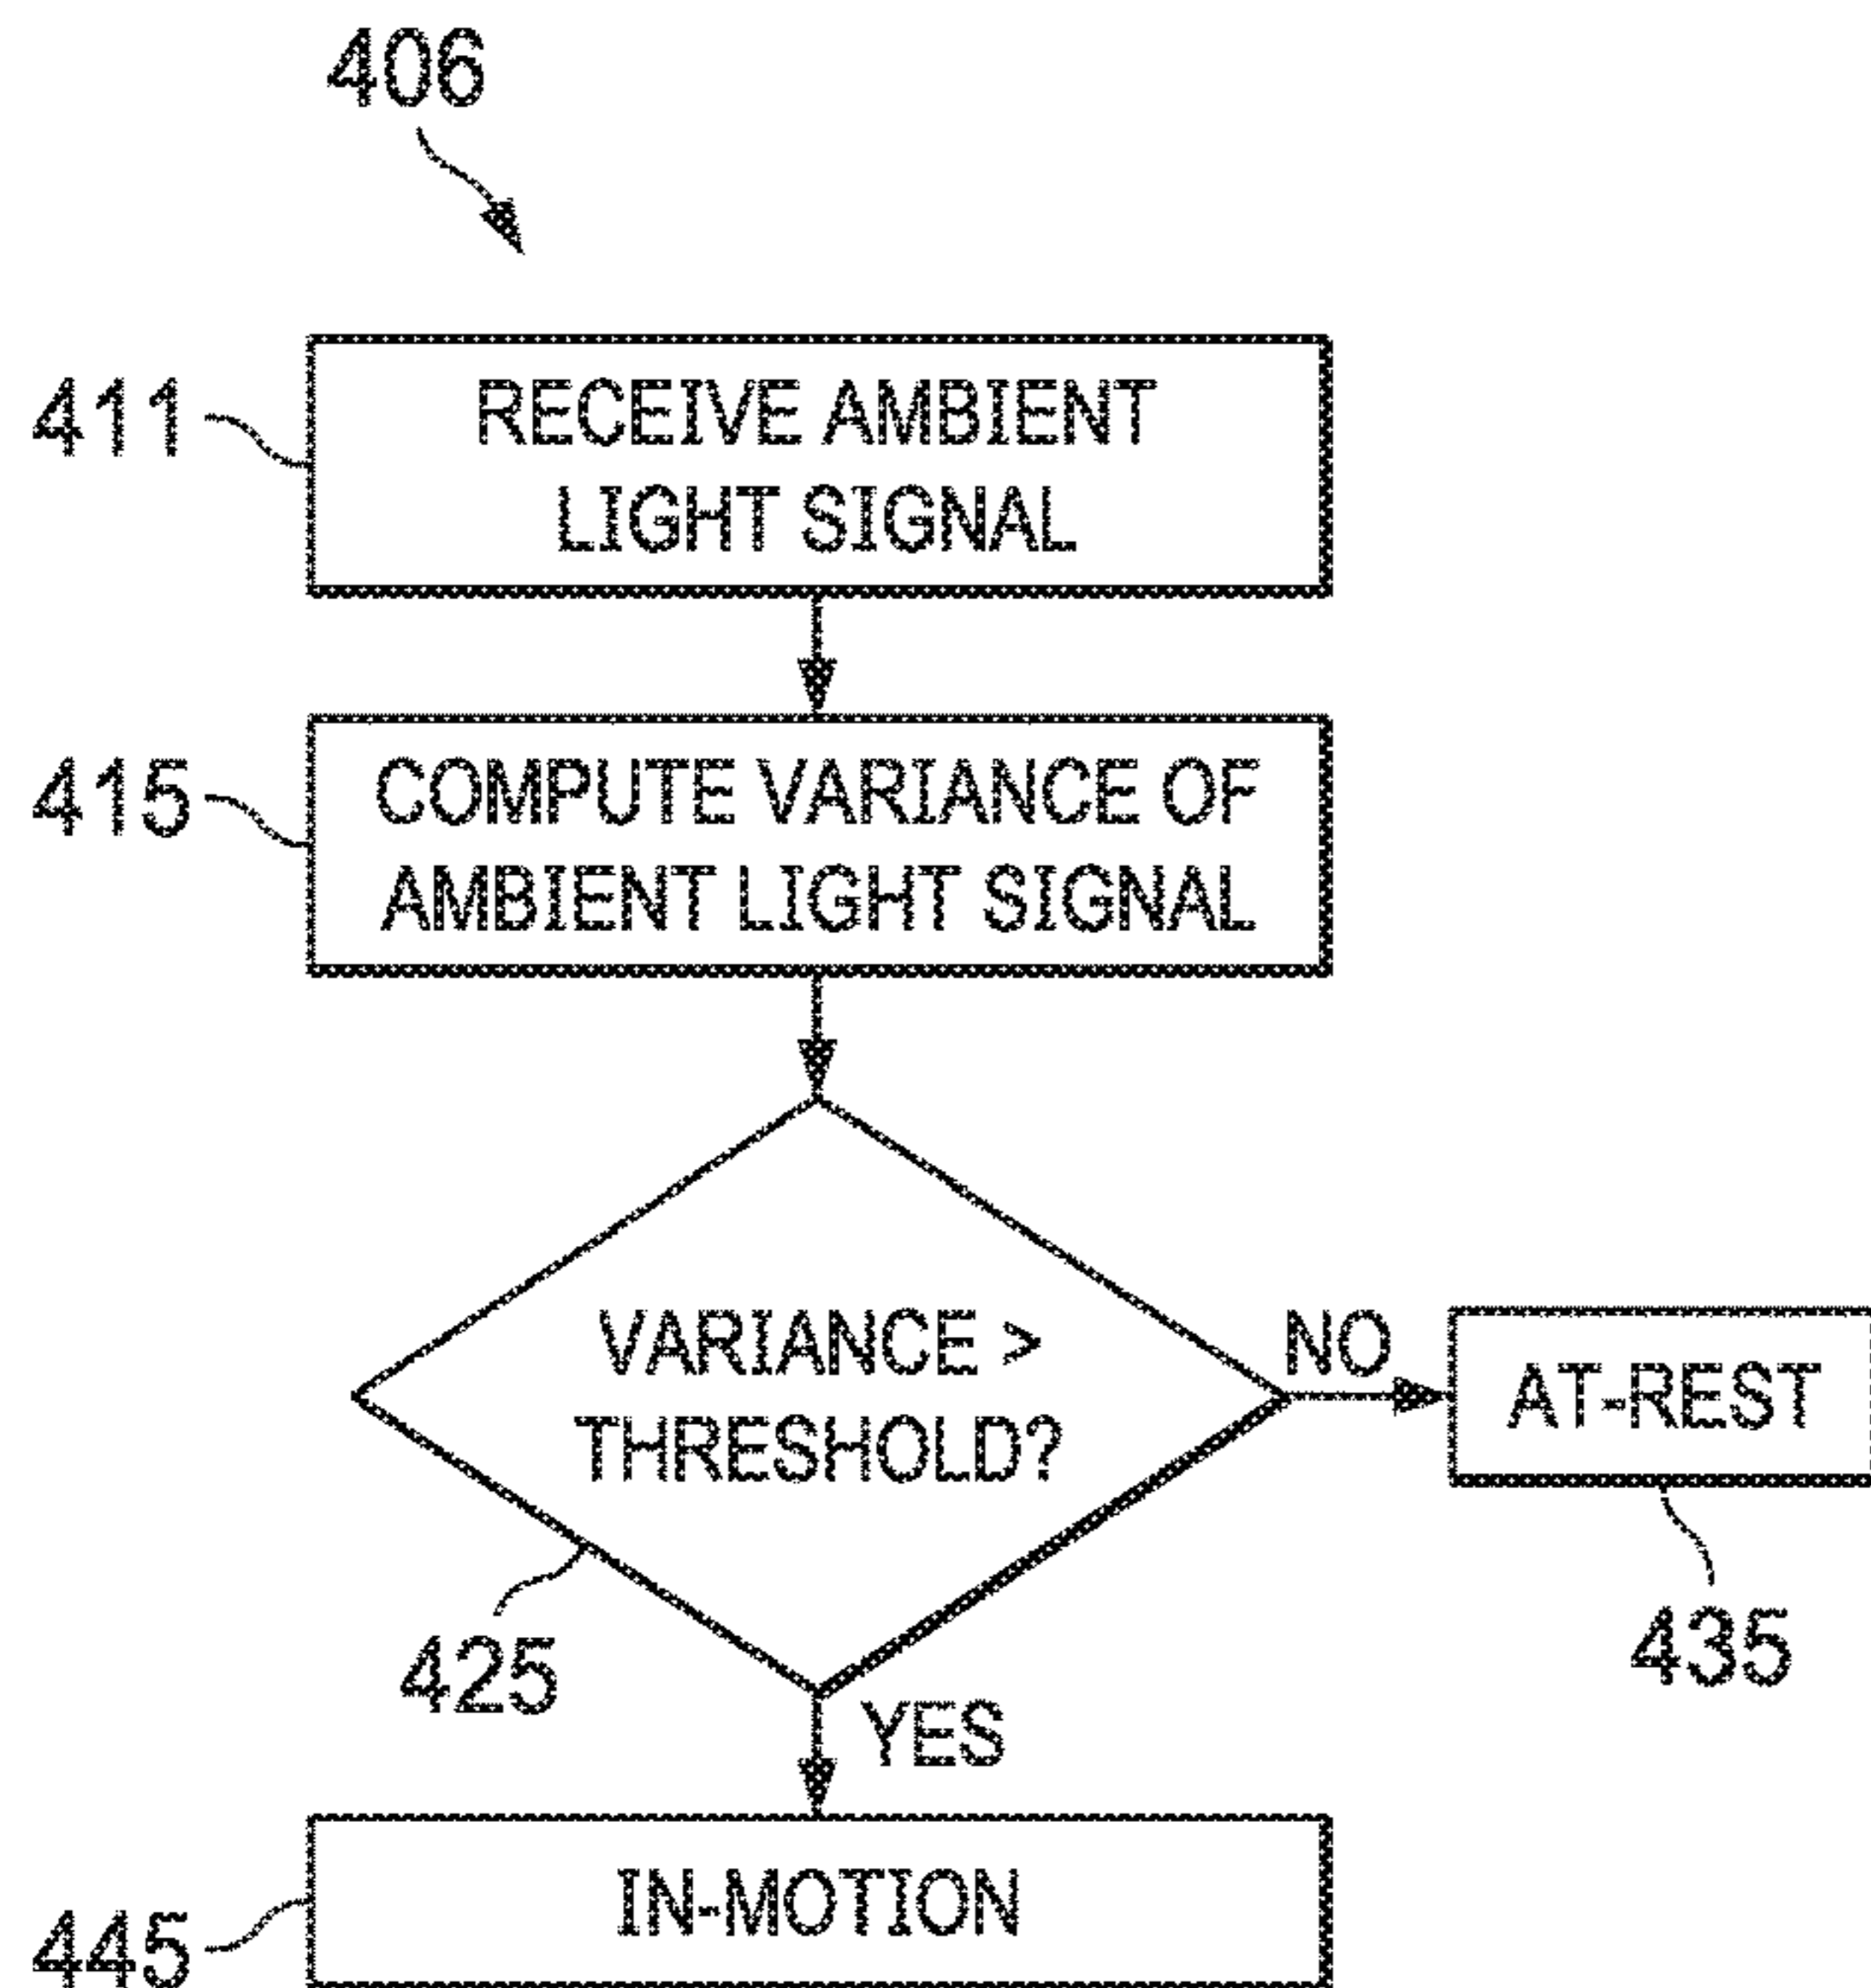 406
411
RECEIVE AMBIENT
LIGHT SIGNAL
415
COMPUTE VARIANCE OF
AMBIENT LIGHT SIGNAL
VARIANCE >
THRESHOLD?
NO
AT-REST
425
435
YES
445
IN-MOTION